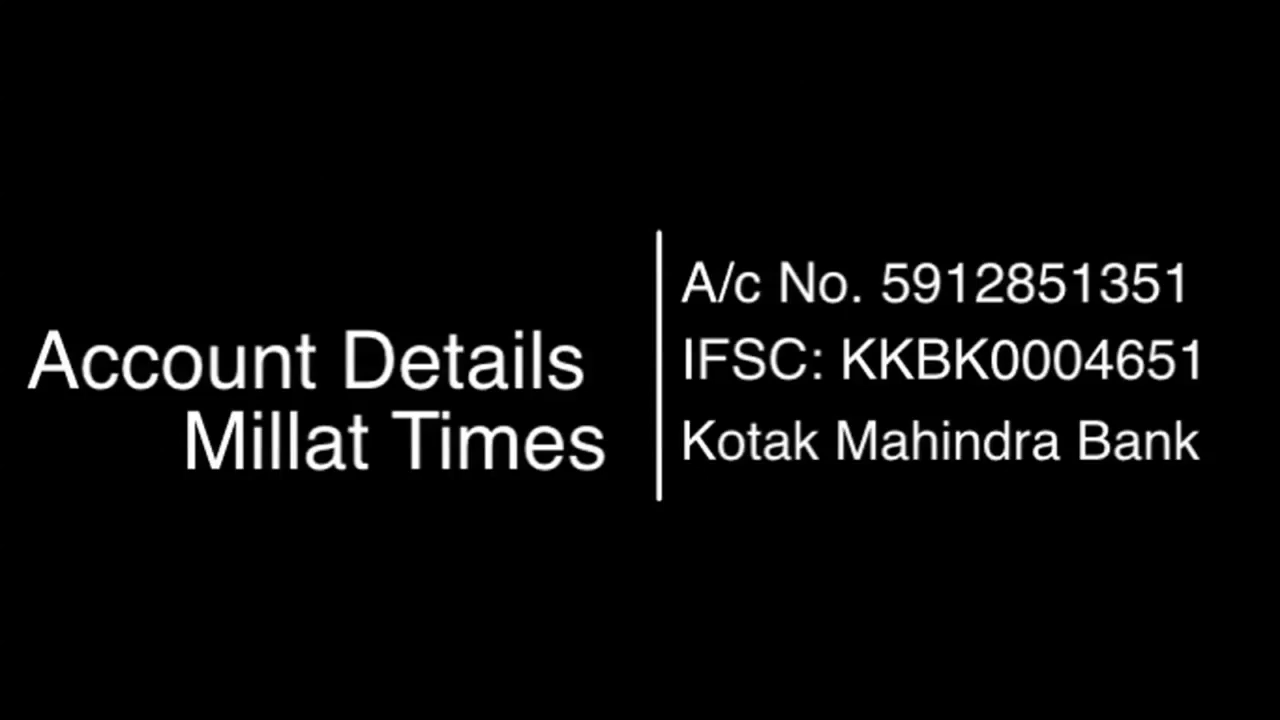 Account Details
Millat Times
A/c No. 5912851351
IFSC: KKBK0004651
Kotak Mahindra Bank